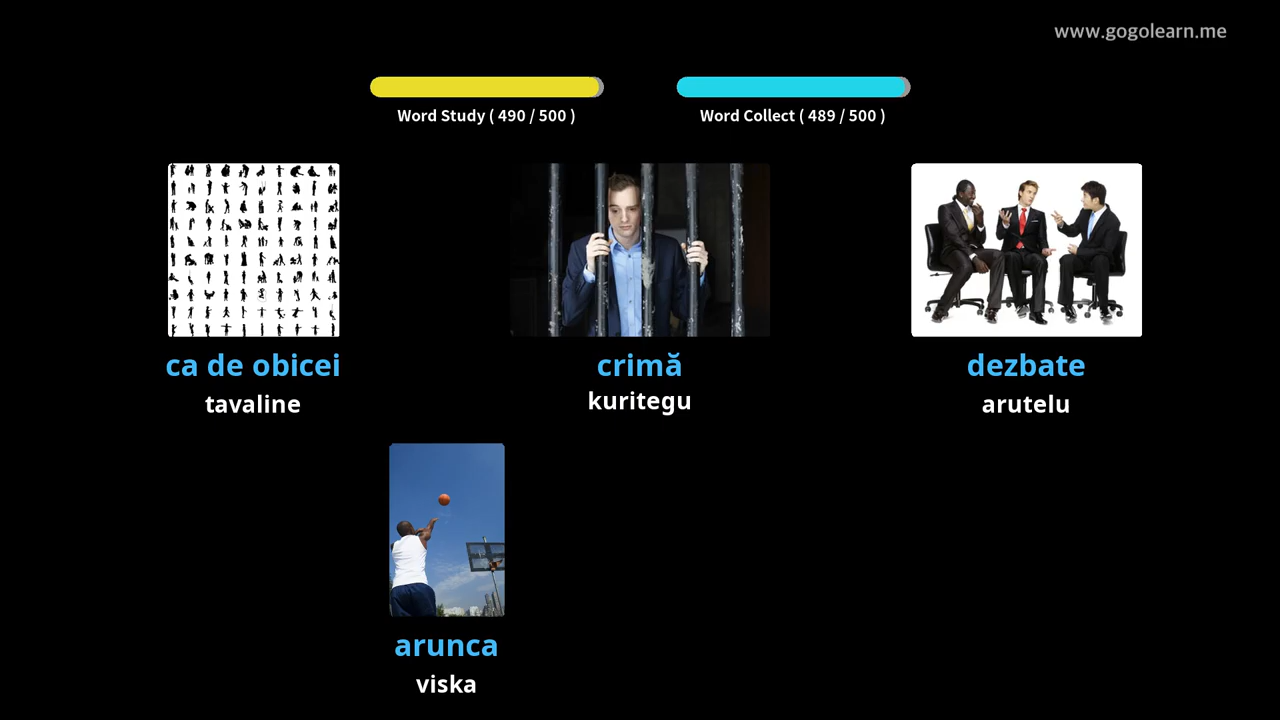 www.gogolearn.me
Word Study ( 490 / 500 )
Word Collect ( 489 / 500 )
ca de obicei
tavaline
crimă
kuritegu
dezbate
arutelu
arunca
viska